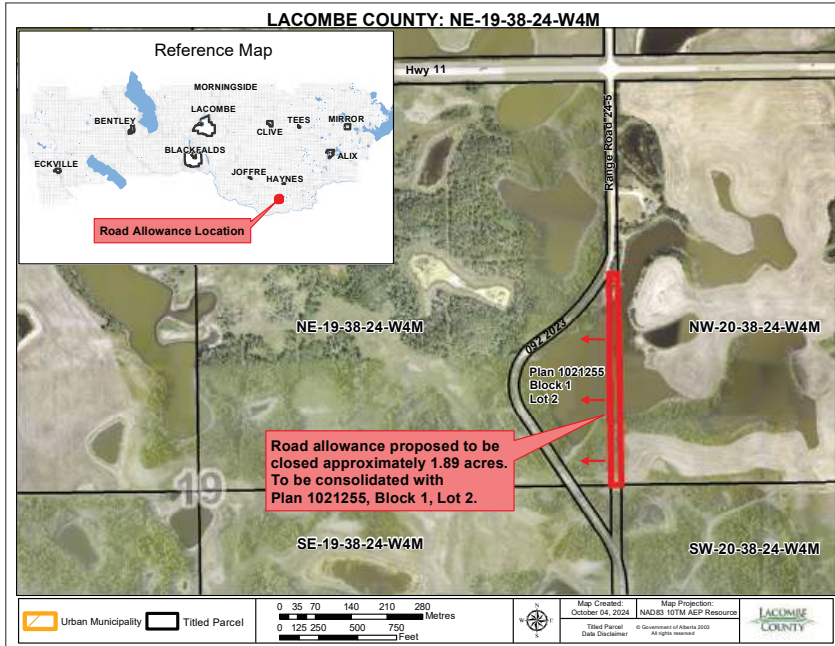 LACOMBE COUNTY: NE-19-38-24-W4M
Reference Map
MORNINGSIDE
LACOMBE
BENTLEY
CLIVE
TEES
MIRROR
BLACKFALDS
ALIX
ECKVILLE
JOFFRE
HAYNES
Road Allowance Location
Hwy 11
Range Road 24-5
NE-19-38-24-W4M
NW-20-38-24-W4M
092 2023
Plan 1021255
Block 1
Lot 2
Road allowance proposed to be
closed approximately 1.89 acres.
To be consolidated with
Plan 1021255, Block 1, Lot 2.
19
SE-19-38-24-W4M
SW-20-38-24-W4M
Urban Municipality
Titled Parcel
0 35 70 140 210 280
Metres
0 125 250 500 750
Feet
N
W E
S
Map Created:
October 04, 2024
Map Projection:
NAD83 10TM AEP Resource
Titled Parcel
Data Disclaimer
© Government of Alberta 2003
All rights reserved
LACOMBE
COUNTY